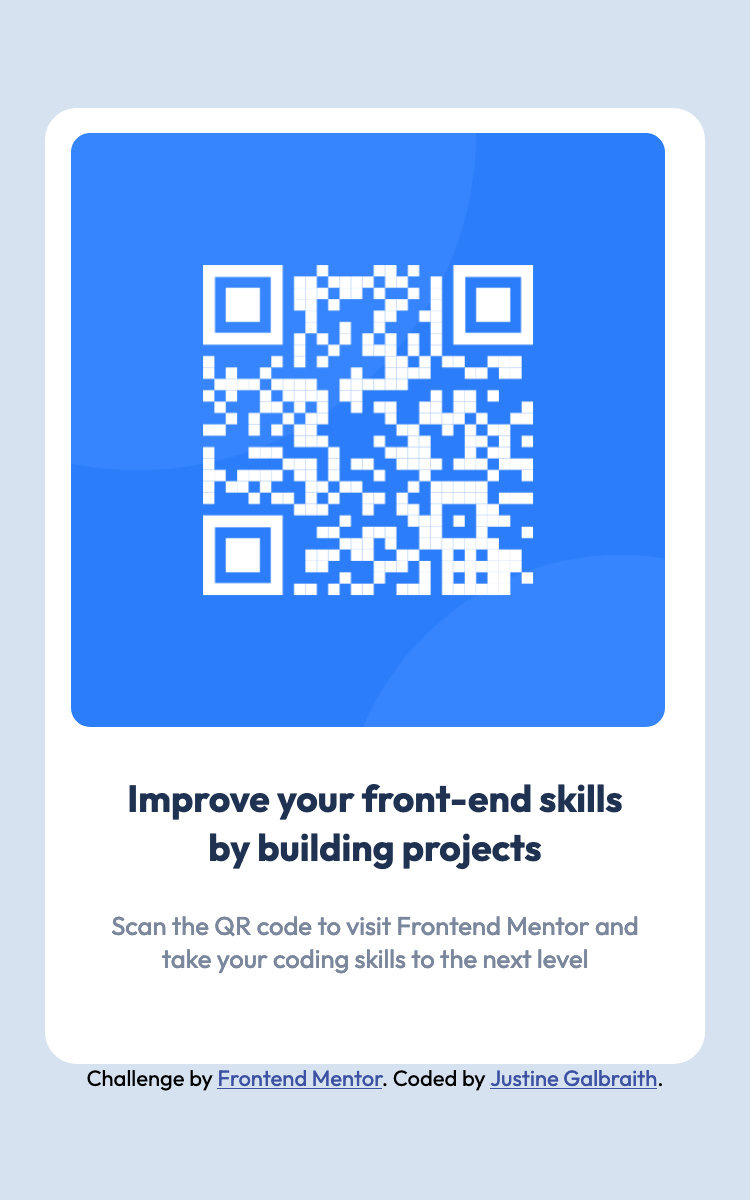 Improve your front-end skills
by building projects
Scan the QR code to visit Frontend Mentor and
take your coding skills to the next level
Challenge by Frontend Mentor. Coded by Justine Galbraith.